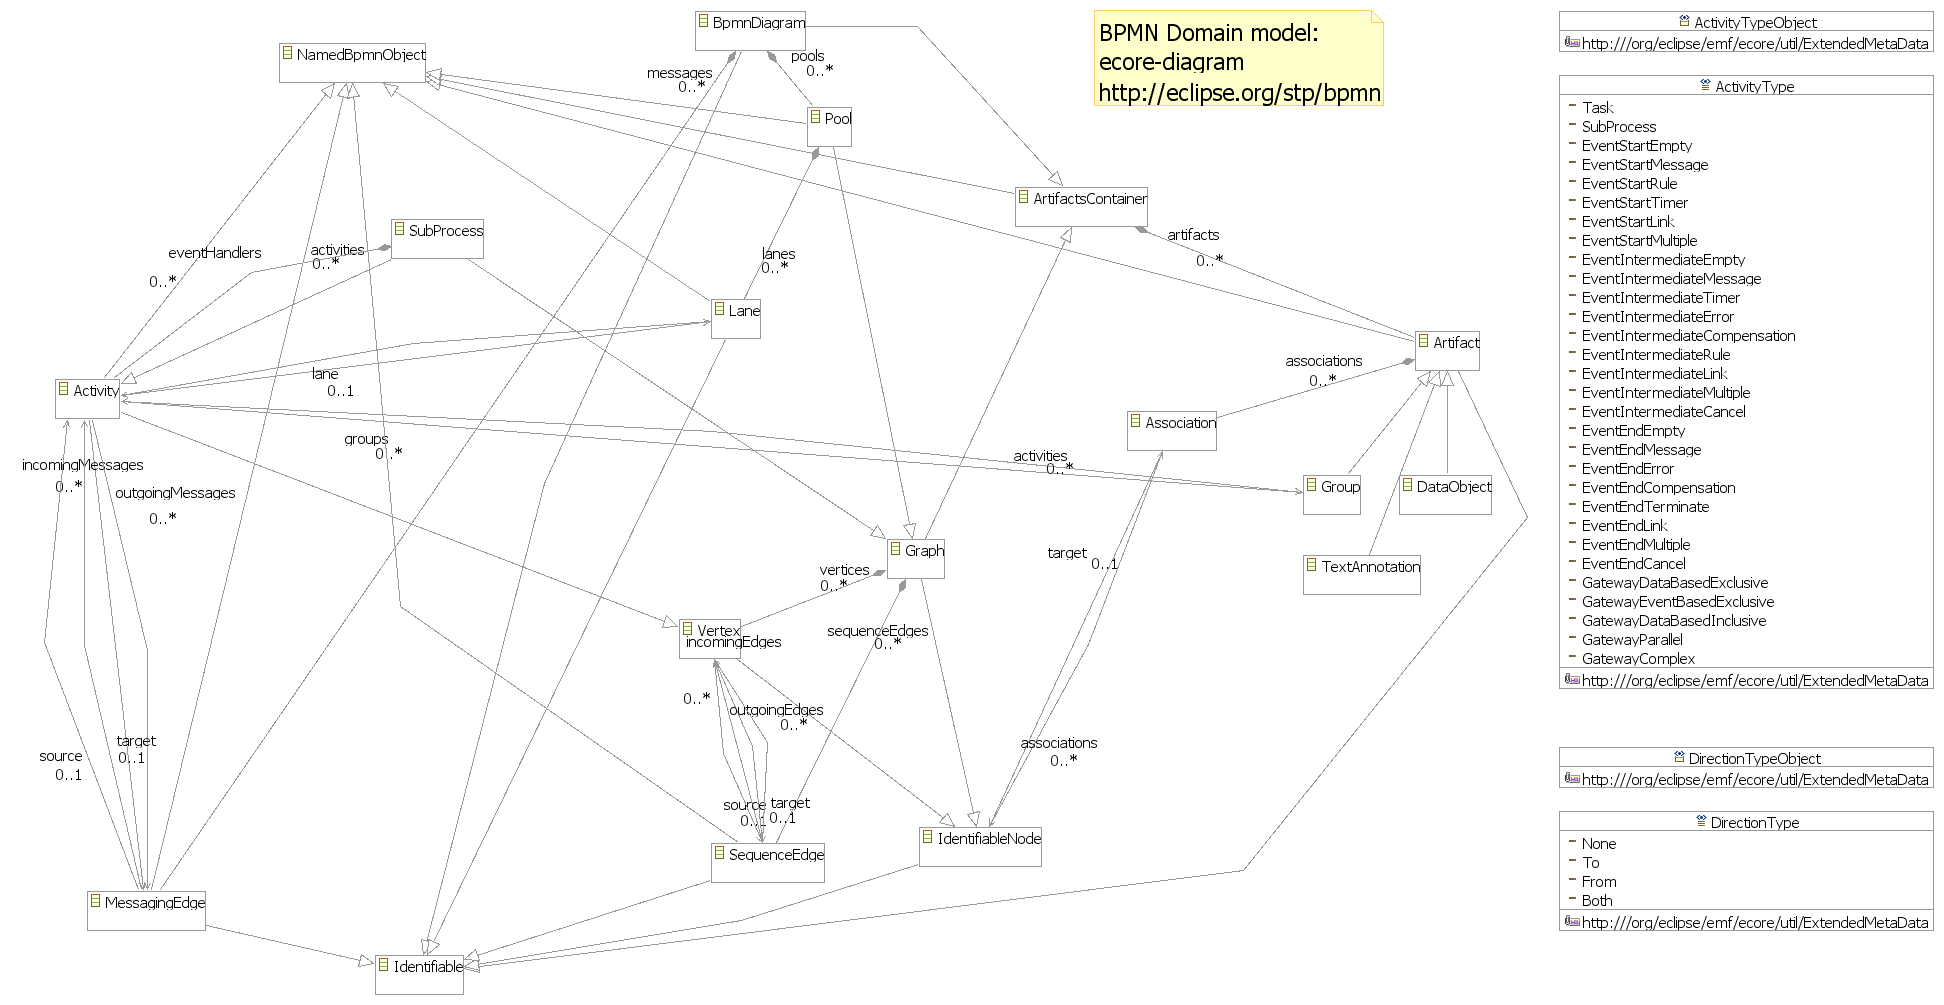 BpmnDiagram
BPMN Domain model:
ecore-diagram
http://eclipse.org/stp/bpmn
NamedBpmnObject
pools
0..*
messages
0..*
Pool
ArtifactsContainer
SubProcess
artifacts
0..*
eventHandlers
0..*
activities
0..*
lanes
0..*
Lane
Artifact
associations
0..*
lane
0..1
Activity
Association
groups
0..*
activities
0..*
incomingMessages
0..*
outgoingMessages
0..*
Group
DataObject
Graph
target
0..1
TextAnnotation
vertices
0..*
Vertex
incomingEdges
0..*
sequenceEdges
0..*
outgoingEdges
0..*
source
0..1
target
0..1
associations
0..*
source
0..1
target
0..1
IdentifiableNode
SequenceEdge
MessagingEdge
Identifiable
ActivityTypeObject
http:///org/eclipse/emf/ecore/util/ExtendedMetaData
ActivityType
Task
SubProcess
EventStartEmpty
EventStartMessage
EventStartRule
EventStartTimer
EventStartLink
EventStartMultiple
EventIntermediateEmpty
EventIntermediateMessage
EventIntermediateTimer
EventIntermediateError
EventIntermediateCompensation
EventIntermediateRule
EventIntermediateLink
EventIntermediateMultiple
EventIntermediateCancel
EventEndEmpty
EventEndMessage
EventEndError
EventEndCompensation
EventEndTerminate
EventEndLink
EventEndMultiple
EventEndCancel
GatewayDataBasedExclusive
GatewayEventBasedExclusive
GatewayDataBasedInclusive
GatewayParallel
GatewayComplex
http:///org/eclipse/emf/ecore/util/ExtendedMetaData
DirectionTypeObject
http:///org/eclipse/emf/ecore/util/ExtendedMetaData
DirectionType
None
To
From
Both
http:///org/eclipse/emf/ecore/util/ExtendedMetaData